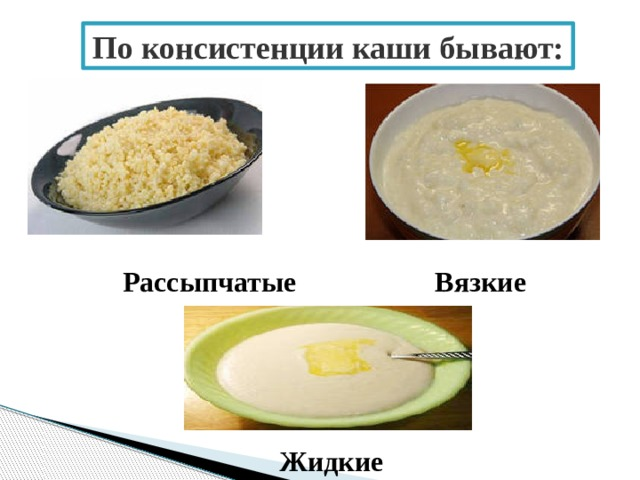 По консистенции каши бывают:
Рассыпчатые
Вязкие
Жидкие